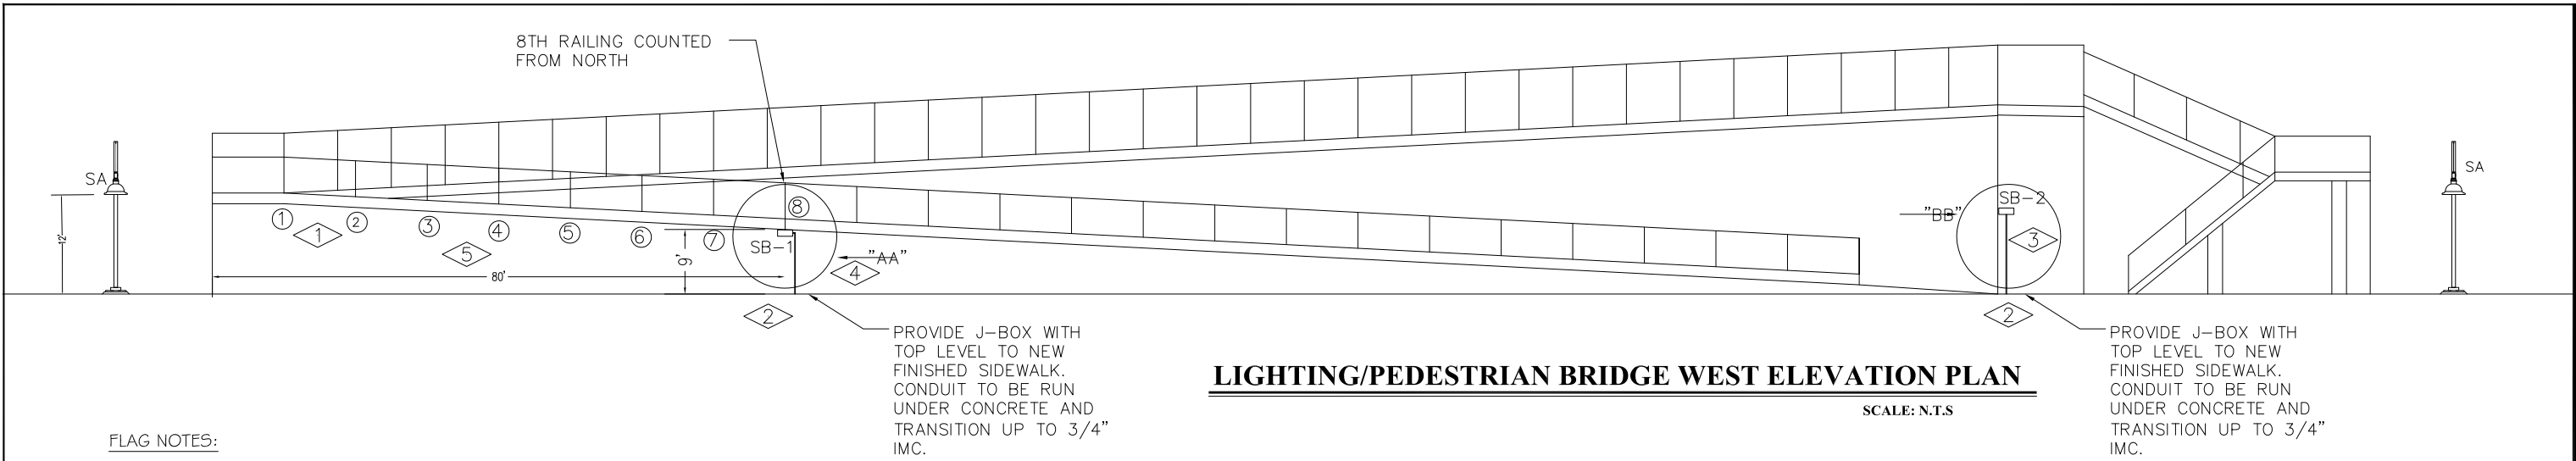 8TH RAILING COUNTED
FROM NORTH
SA
12'
1
1
2
3
5
4
5
6
7
8
SB-1
9'
80'
"AA"
4
2
"BB"
SB-2
3
2
SA
PROVIDE J-BOX WITH
TOP LEVEL TO NEW
FINISHED SIDEWALK.
CONDUIT TO BE RUN
UNDER CONCRETE AND
TRANSITION UP TO 3/4"
IMC.
LIGHTING/PEDESTRIAN BRIDGE WEST ELEVATION PLAN
SCALE: N.T.S
PROVIDE J-BOX WITH
TOP LEVEL TO NEW
FINISHED SIDEWALK.
CONDUIT TO BE RUN
UNDER CONCRETE AND
TRANSITION UP TO 3/4"
IMC.
FLAG NOTES: